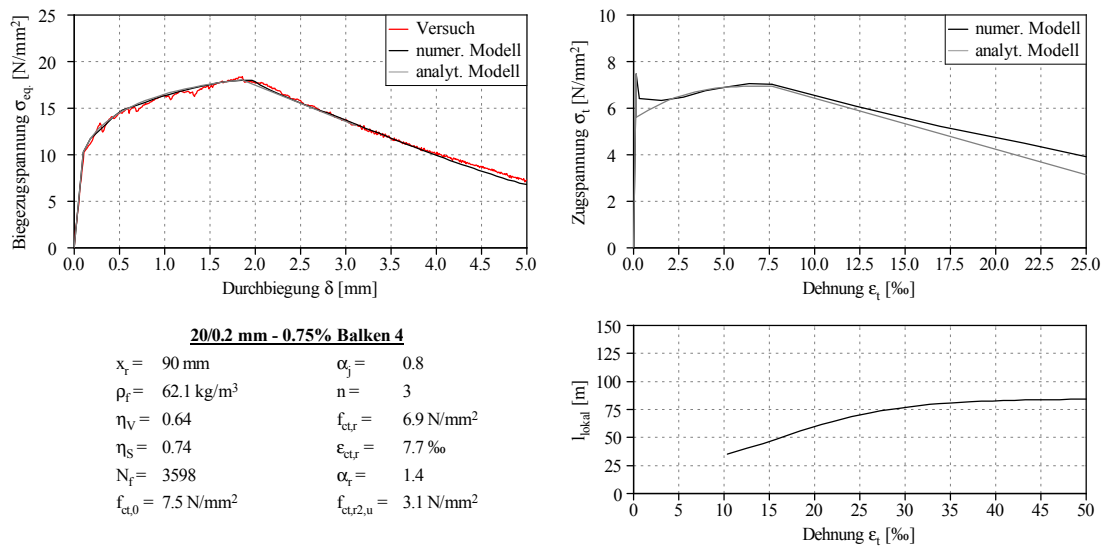 Biegezugspannung σeq. [N/mm²]
25
20
15
10
5
0
0.0 0.5 1.0 1.5 2.0 2.5 3.0 3.5 4.0 4.5 5.0
Durchbiegung δ [mm]
Versuch
numer. Modell
analyt. Modell
Zugspannung σt [N/mm²]
10
8
6
4
2
0
0.0 2.5 5.0 7.5 10.0 12.5 15.0 17.5 20.0 22.5 25.0
Dehnung εt [‰]
numer. Modell
analyt. Modell
20/0.2 mm - 0.75% Balken 4
xr = 90 mm αj = 0.8
ρf = 62.1 kg/m³ n = 3
ηV = 0.64 fct,r = 6.9 N/mm²
ηS = 0.74 εct,r = 7.7 ‰
Nf = 3598 αr = 1.4
fct,0 = 7.5 N/mm² fct,r2,u = 3.1 N/mm²
llokal [m]
150
125
100
75
50
25
0
0 5 10 15 20 25 30 35 40 45 50
Dehnung εt [‰]